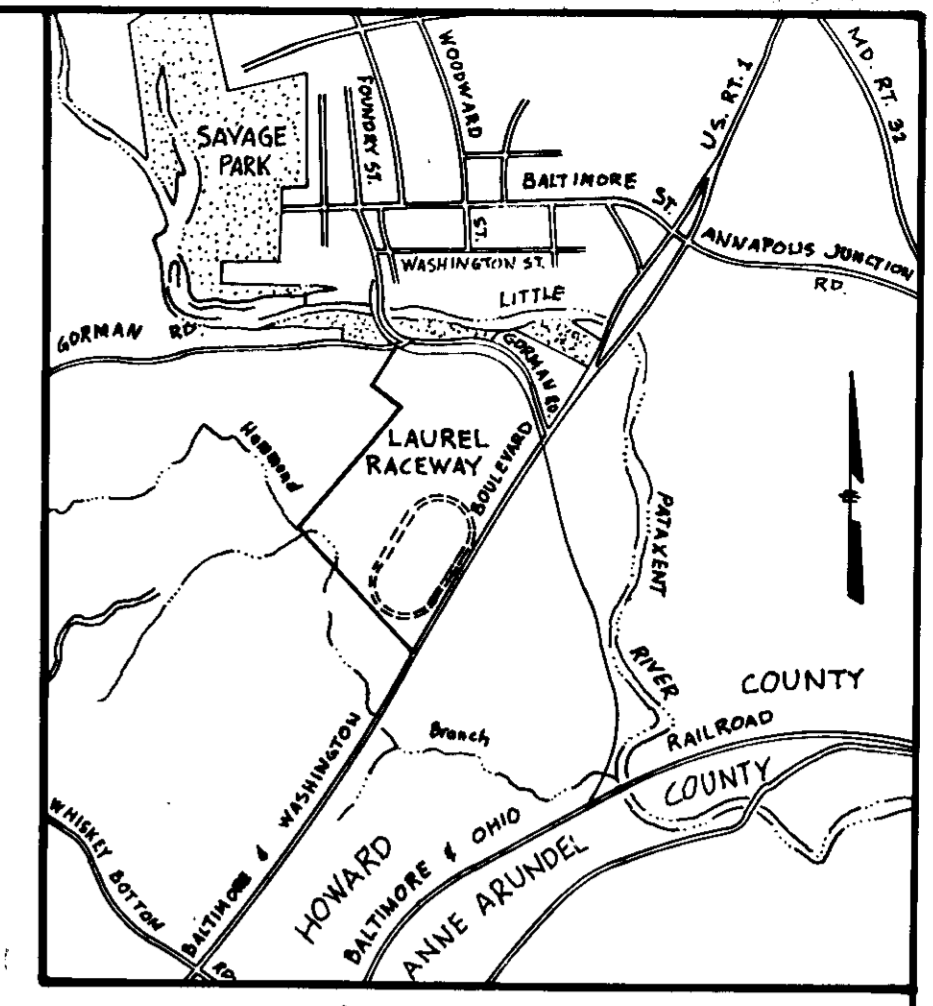 SAVAGE
PARK
FOUNDRY ST.
WOODWARD
ST.
U.S. RT. 1
MD. RT. 32
BALTIMORE
ST.
ANNAPOLIS JUNCTION
RD.
WASHINGTON ST.
LITTLE
GORMAN RD.
GORMAN RD.
Hammond
LAUREL
RACEWAY
BOULEVARD
PATAXENT
RIVER
COUNTY
RAILROAD
COUNTY
Branch
WASHINGTON
BALTIMORE &
WHISKEY BOTTOM
RD
HOWARD
BALTIMORE & OHIO
ANNE ARUNDEL